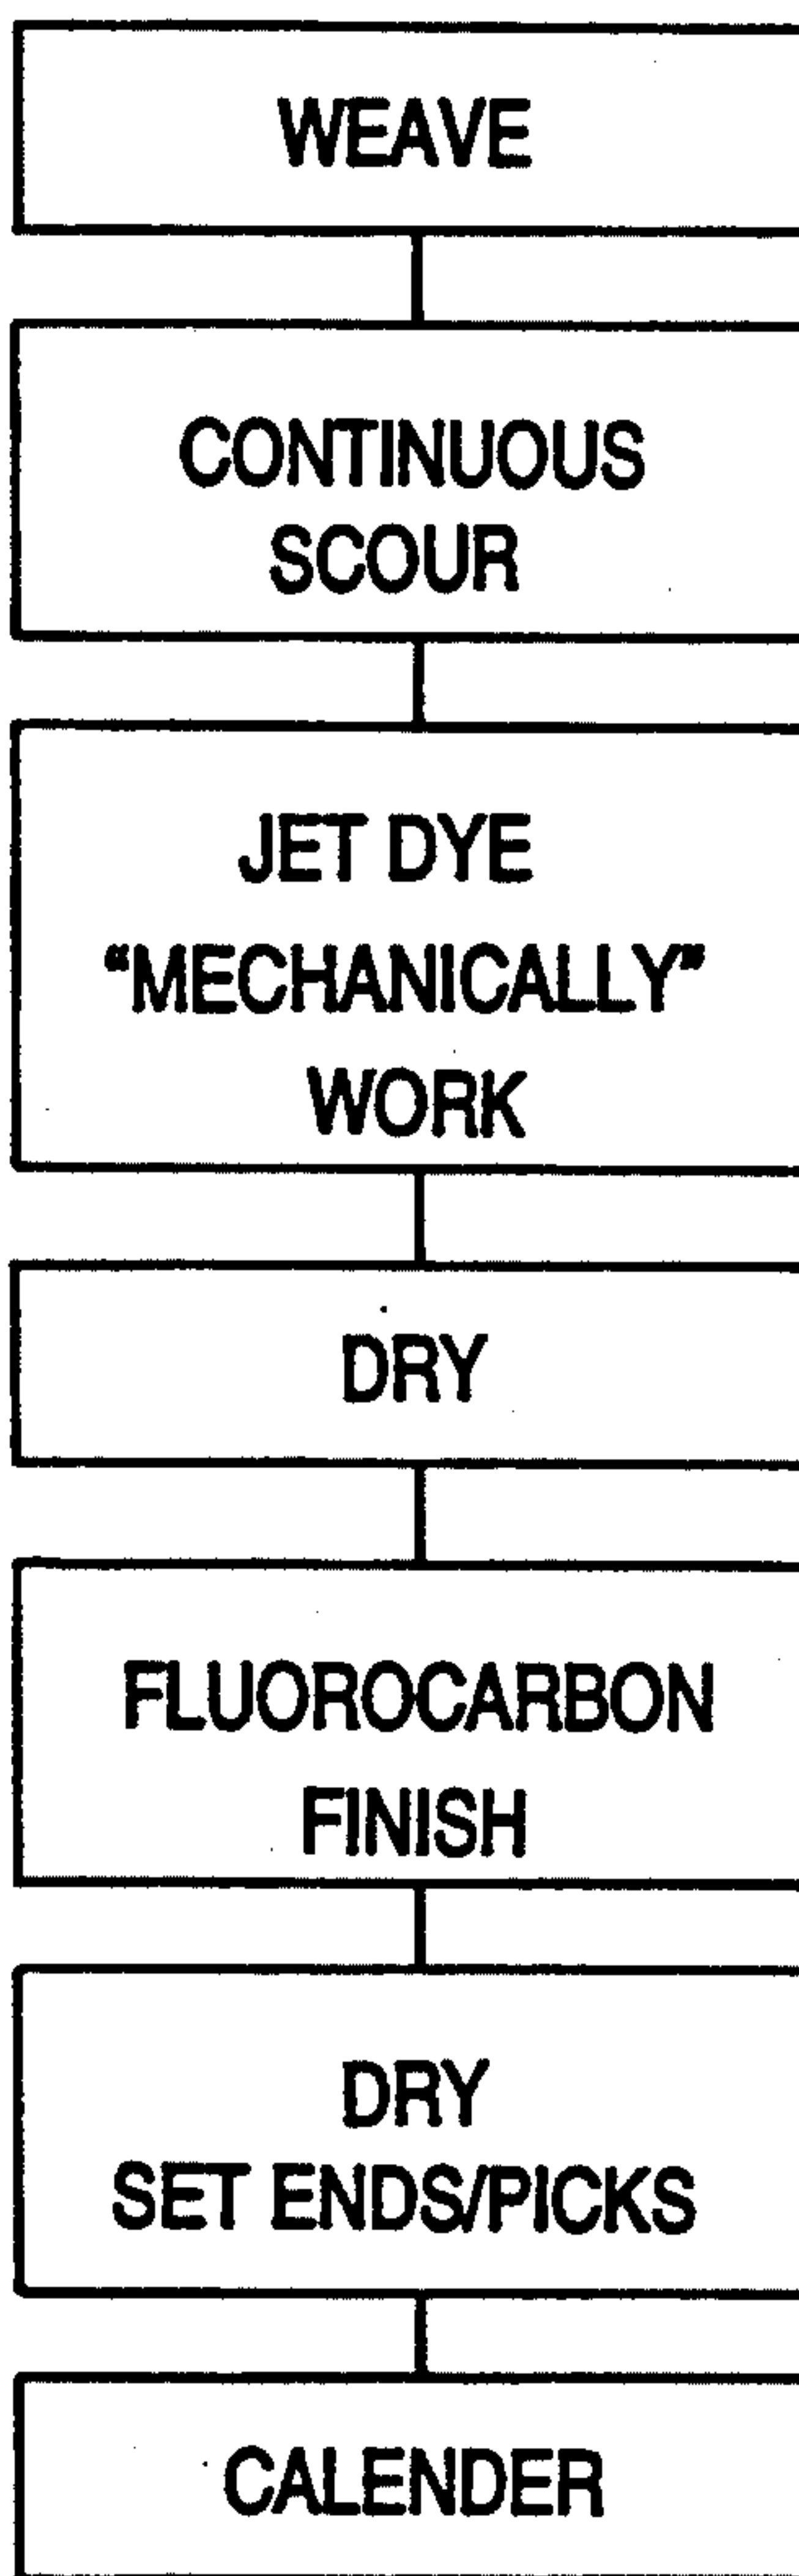 WEAVE
CONTINUOUS
SCOUR
JET DYE
“MECHANICALLY”
WORK
DRY
FLUOROCARBON
FINISH
DRY
SET ENDS/PICKS
CALENDER